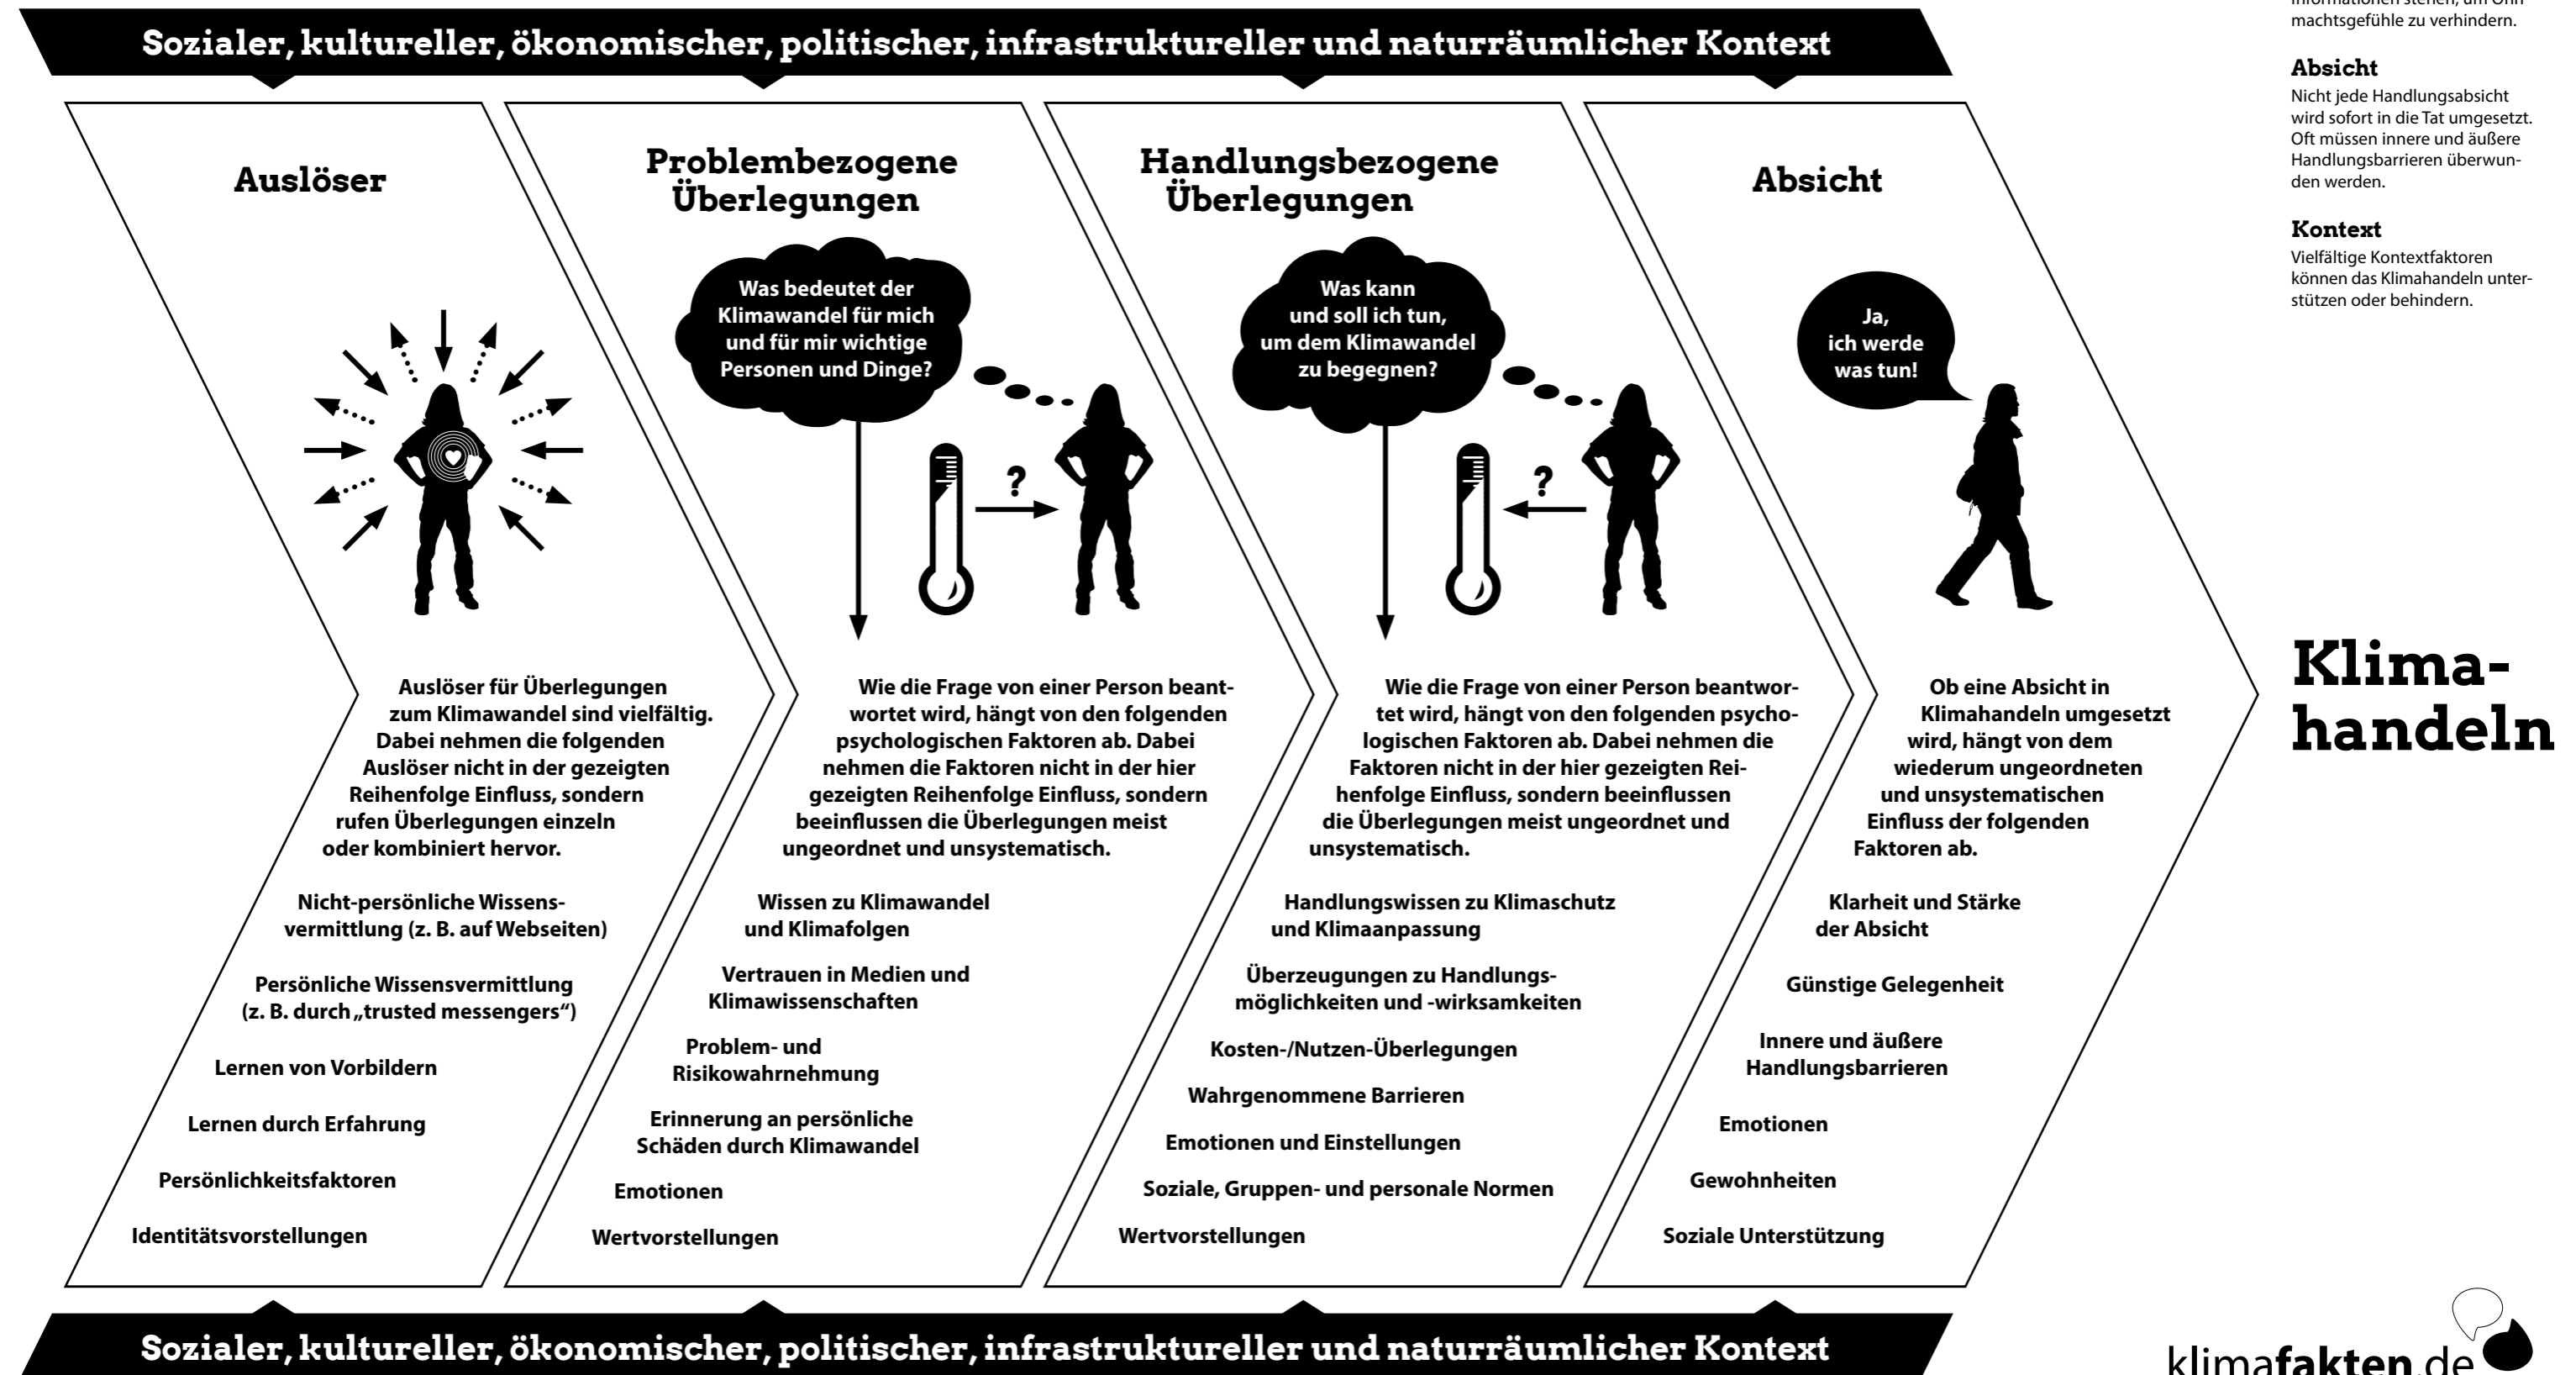 Sozialer, kultureller, ökonomischer, politischer, infrastruktureller und naturräumlicher Kontext
Auslöser
Auslöser für Überlegungen
zum Klimawandel sind vielfältig.
Dabei nehmen die folgenden
Auslöser nicht in der gezeigten
Reihenfolge Einfluss, sondern
rufen Überlegungen einzeln
oder kombiniert hervor.
Nicht-persönliche Wissens-
vermittlung (z. B. auf Webseiten)
Persönliche Wissensvermittlung
(z. B. durch „trusted messengers“)
Lernen von Vorbildern
Lernen durch Erfahrung
Persönlichkeitsfaktoren
Identitätsvorstellungen
Problembezogene
Überlegungen
Was bedeutet der
Klimawandel für mich
und für mir wichtige
Personen und Dinge?
?
Wie die Frage von einer Person beant-
wortet wird, hängt von den folgenden
psychologischen Faktoren ab. Dabei
nehmen die Faktoren nicht in der hier
gezeigten Reihenfolge Einfluss, sondern
beeinflussen die Überlegungen meist
ungeordnet und unsystematisch.
Wissen zu Klimawandel
und Klimafolgen
Vertrauen in Medien und
Klimawissenschaften
Problem- und
Risikowahrnehmung
Erinnerung an persönliche
Schäden durch Klimawandel
Emotionen
Wertvorstellungen
Handlungsbezogene
Überlegungen
Was kann
und soll ich tun,
um dem Klimawandel
zu begegnen?
?
Wie die Frage von einer Person beantwor-
tet wird, hängt von den folgenden psycho-
logischen Faktoren ab. Dabei nehmen die
Faktoren nicht in der hier gezeigten Rei-
henfolge Einfluss, sondern beeinflussen
die Überlegungen meist ungeordnet und
unsystematisch.
Handlungswissen zu Klimaschutz
und Klimaanpassung
Überzeugungen zu Handlungs-
möglichkeiten und -wirksamkeiten
Kosten-/Nutzen-Überlegungen
Wahrgenommene Barrieren
Emotionen und Einstellungen
Soziale, Gruppen- und personale Normen
Wertvorstellungen
Absicht
Ja,
ich werde
was tun!
Ob eine Absicht in
Klimahandeln umgesetzt
wird, hängt von dem
wiederum ungeordneten
und unsystematischen
Einfluss der folgenden
Faktoren ab.
Klarheit und Stärke
der Absicht
Günstige Gelegenheit
Innere und äußere
Handlungsbarrieren
Emotionen
Gewohnheiten
Soziale Unterstützung
Sozialer, kultureller, ökonomischer, politischer, infrastruktureller und naturräumlicher Kontext
Informationen stehen, um Ohn-
machtsgefühle zu verhindern.
Absicht
Nicht jede Handlungsabsicht
wird sofort in die Tat umgesetzt.
Oft müssen innere und äußere
Handlungsbarrieren überwun-
den werden.
Kontext
Vielfältige Kontextfaktoren
können das Klimahandeln unter-
stützen oder behindern.
Klima-
handeln
klimafakten.de